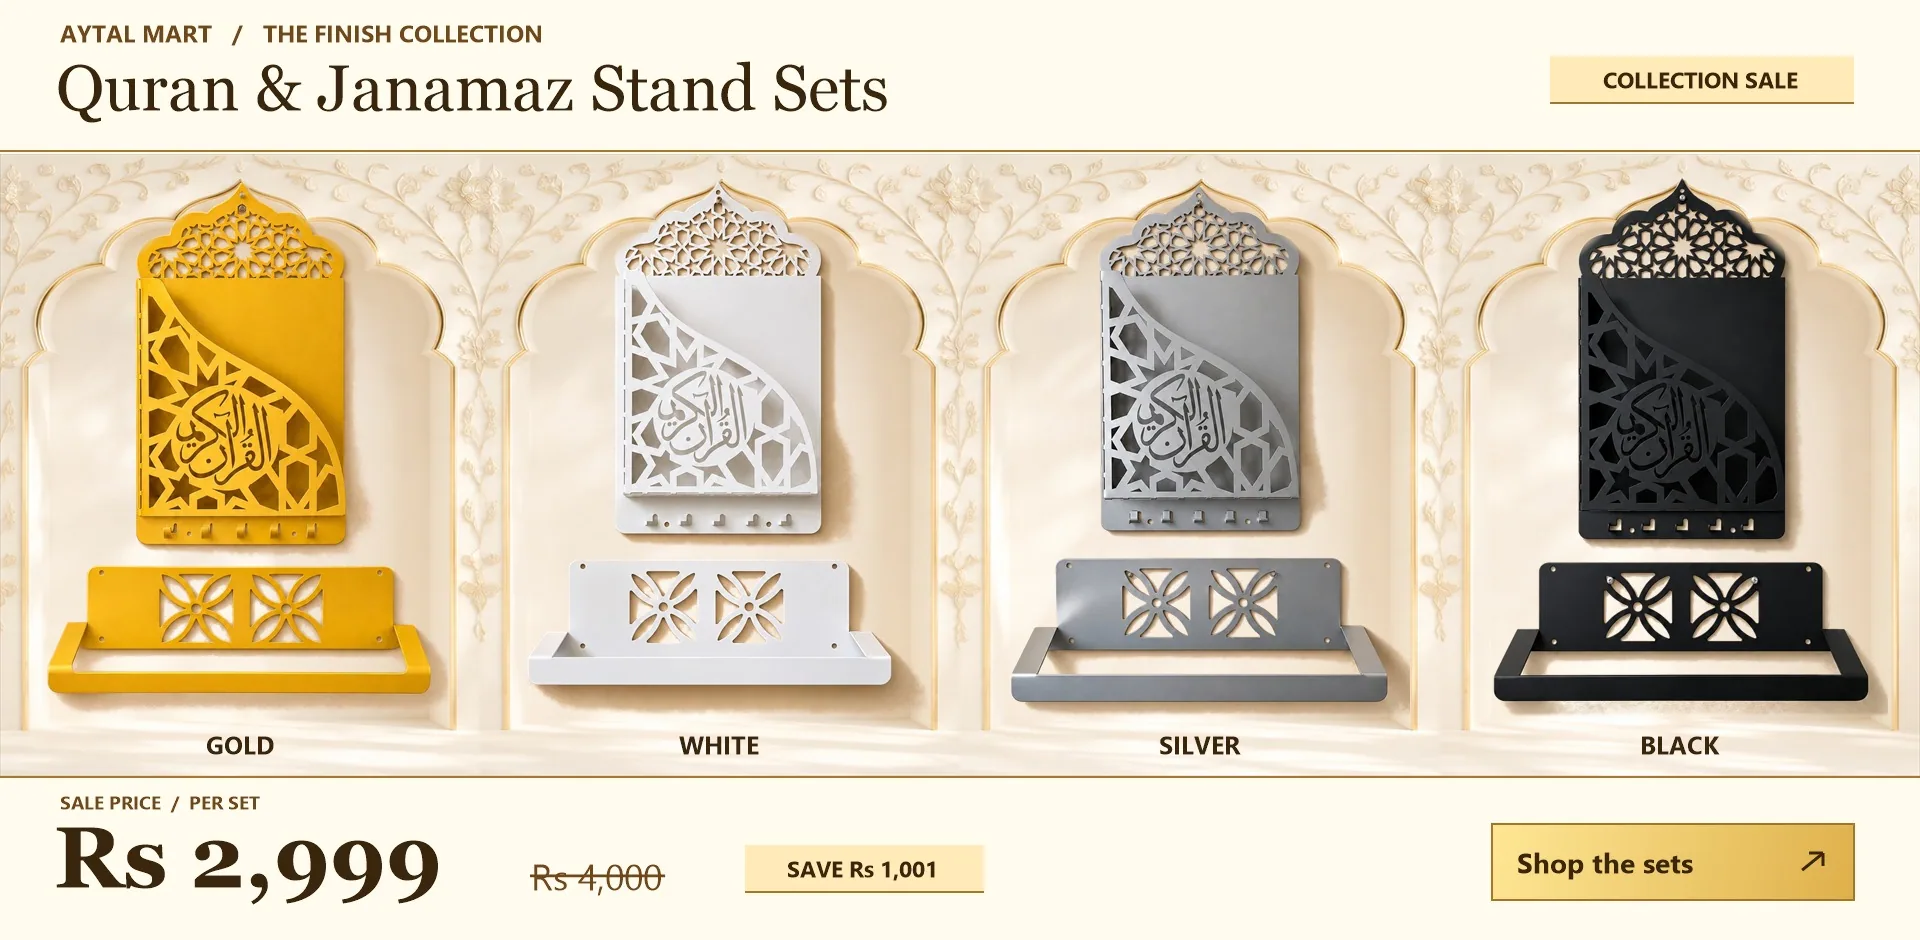 AYTAL MART / THE FINISH COLLECTION
Quran & Janamaz Stand Sets
COLLECTION SALE
القرآن الكريم
القرآن الكريم
القرآن الكريم
القرآن الكريم
GOLD
WHITE
SILVER
BLACK
SALE PRICE / PER SET
Rs 2,999
Rs 4,000
SAVE Rs 1,001
Shop the sets